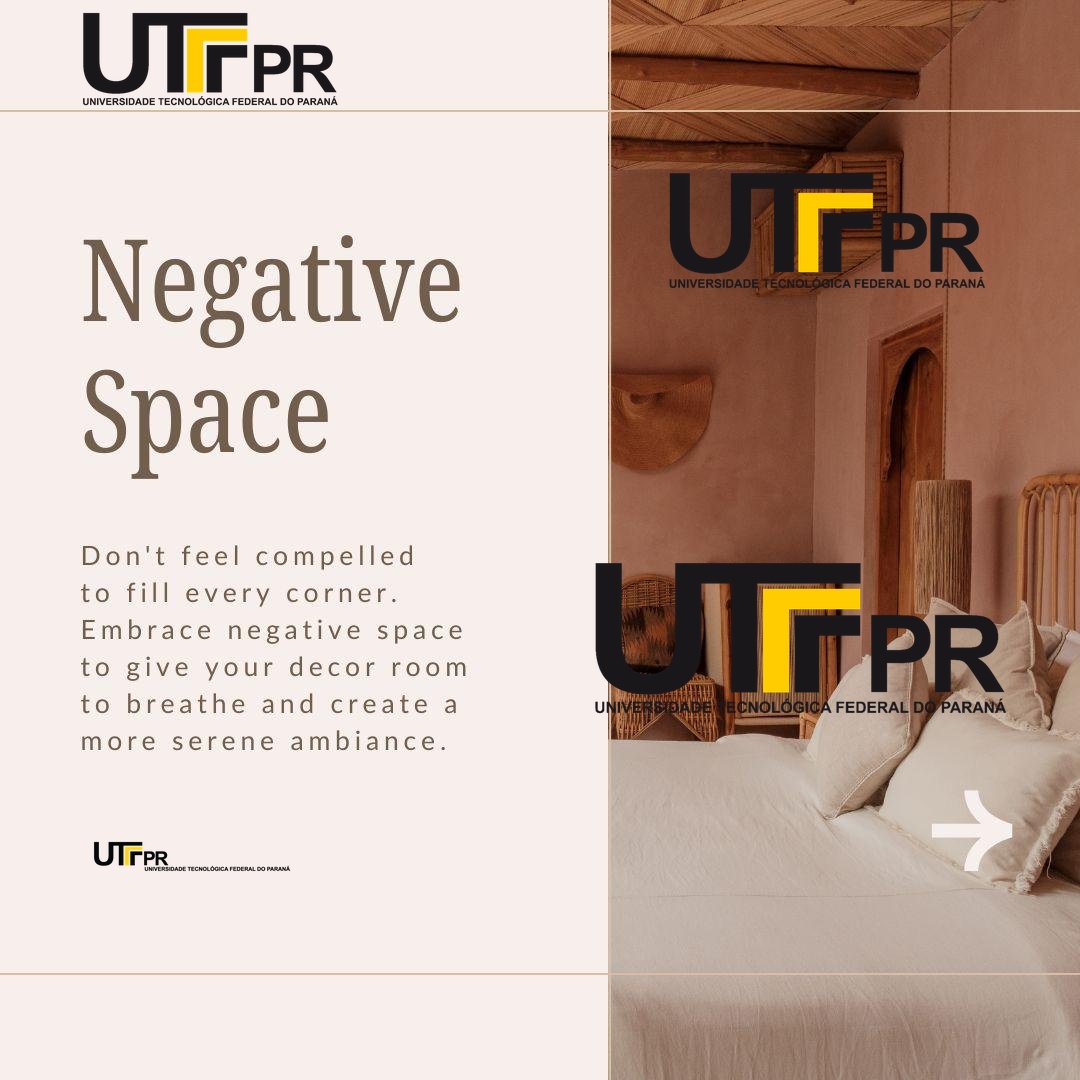 UTFPR
UNIVERSIDADE TECNOLÓGICA FEDERAL DO PARANÁ
UTFPR
UNIVERSIDADE TECNOLÓGICA FEDERAL DO PARANÁ
Negative
Space
Don't feel compelled
to fill every corner.
Embrace negative space
to give your decor room
to breathe and create a
more serene ambiance.
UTFPR
UNIVERSIDADE TECNOLÓGICA FEDERAL DO PARANÁ
UTFPR
UNIVERSIDADE TECNOLÓGICA FEDERAL DO PARANÁ